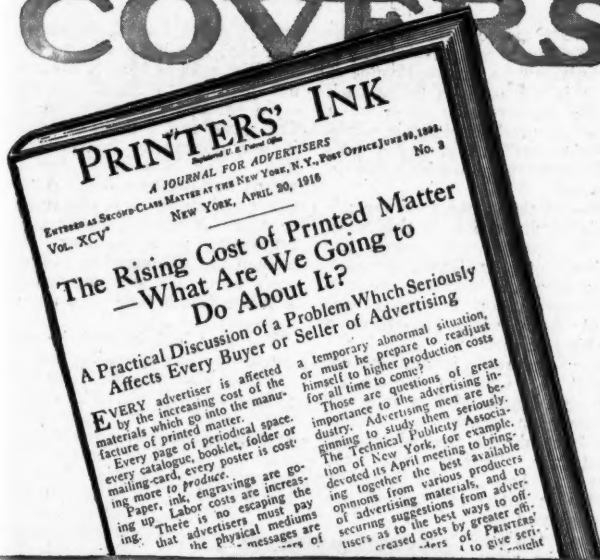 COVERS
PRINTERS' INK
Registered U. S. Patent Office
A JOURNAL FOR ADVERTISERS
ENTERED AS SECOND-CLASS MATTER AT THE NEW YORK, N. Y., POST OFFICE JUNE 29, 1893.
VOL. XCV NEW YORK, APRIL 20, 1916 No. 3
The Rising Cost of Printed Matter
—What Are We Going to
Do About It?
A Practical Discussion of a Problem Which Seriously
Affects Every Buyer or Seller of Advertising
EVERY advertiser is affected
by the increasing cost of the
materials which go into the manu-
facture of printed matter.
Every page of periodical space.
every catalogue, booklet, folder or
mailing-card, every poster is cost-
ing more to produce.
Paper, ink, engravings are go-
ing up. Labor costs are increas-
ing. There is no escaping the
that advertisers must pay
the physical mediums
messages are
ers of
a temporary abnormal situation,
or must he prepare to readjust
himself to higher production costs
for all time to come?
Those are questions of great
importance to the advertising in-
dustry. Advertising men are be-
ginning to study them seriously.
The Technical Publicity Associa-
tion of New York, for example,
devoted its April meeting to bring-
ing together the best available
opinions from various producers
of advertising materials, and to
securing suggestions from adver-
tisers as to the best ways to off-
creased costs by greater effi-
ders of PRINTERS'
to give seri-
ought